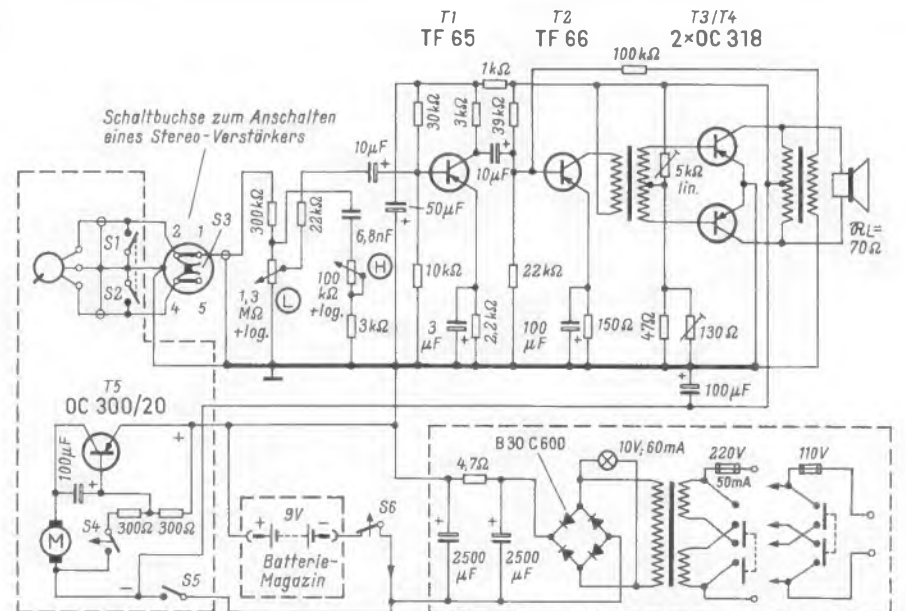 T1
TF 65
T2
TF 66
T3/T4
2×OC 318
100kΩ
1kΩ
Schaltbuchse zum Anschalten
eines Stereo-Verstärkers
30kΩ
3kΩ
39kΩ
10µF
+
+
10µF
5kΩ
lin.
+
50µF
300kΩ
22kΩ
6,8nF
S1
2
1
S3
S2
4
5
1,3
MΩ
+log.
L
100
kΩ
+log.
H
3kΩ
10kΩ
22kΩ
ℜL=
70Ω
3
µF
+
2,2kΩ
100
µF
+
150Ω
47Ω
130Ω
+
100µF
T5
OC 300/20
+
100µF
+
B30 C600
10V; 60mA
220V
50mA
110V
4,7Ω
S4
300Ω
300Ω
9V
+
−
S6
M
Batterie-
Magazin
+
2500
µF
+
2500
µF
−
S5